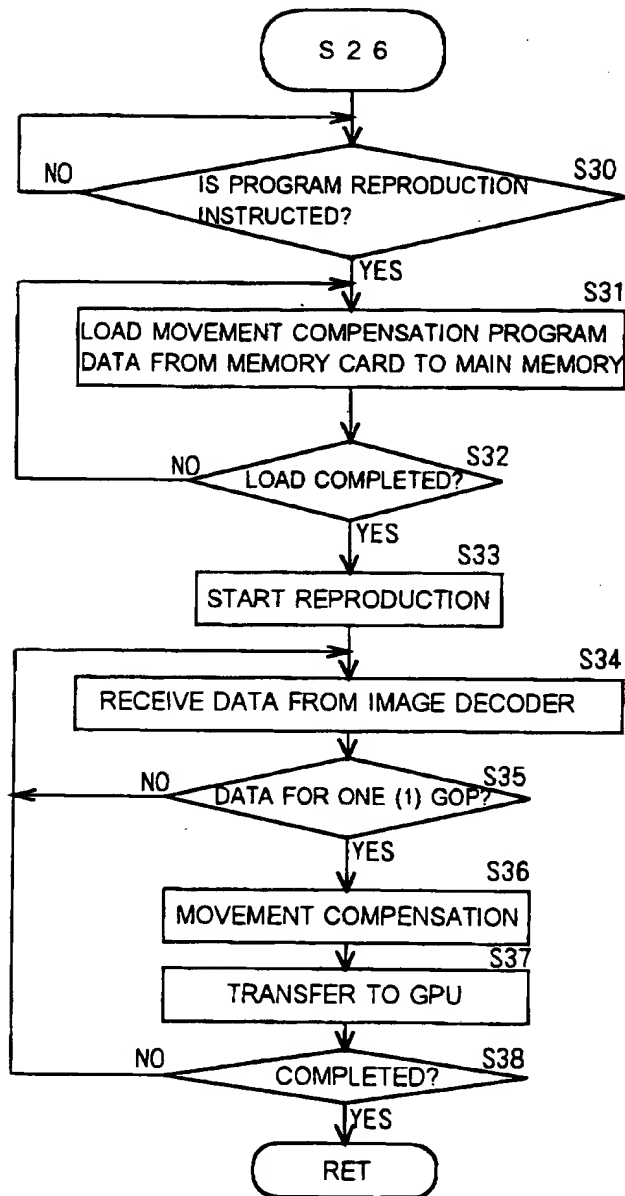 S 2 6
NO
S30
IS PROGRAM REPRODUCTION
INSTRUCTED?
YES
S31
LOAD MOVEMENT COMPENSATION PROGRAM
DATA FROM MEMORY CARD TO MAIN MEMORY
NO
S32
LOAD COMPLETED?
YES
S33
START REPRODUCTION
S34
RECEIVE DATA FROM IMAGE DECODER
NO
S35
DATA FOR ONE (1) GOP?
YES
S36
MOVEMENT COMPENSATION
S37
TRANSFER TO GPU
NO
S38
COMPLETED?
YES
RET